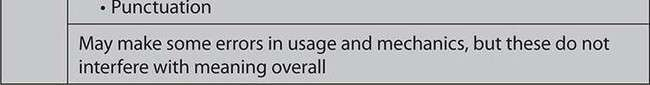 • Punctuation
May make some errors in usage and mechanics, but these do not
interfere with meaning overall